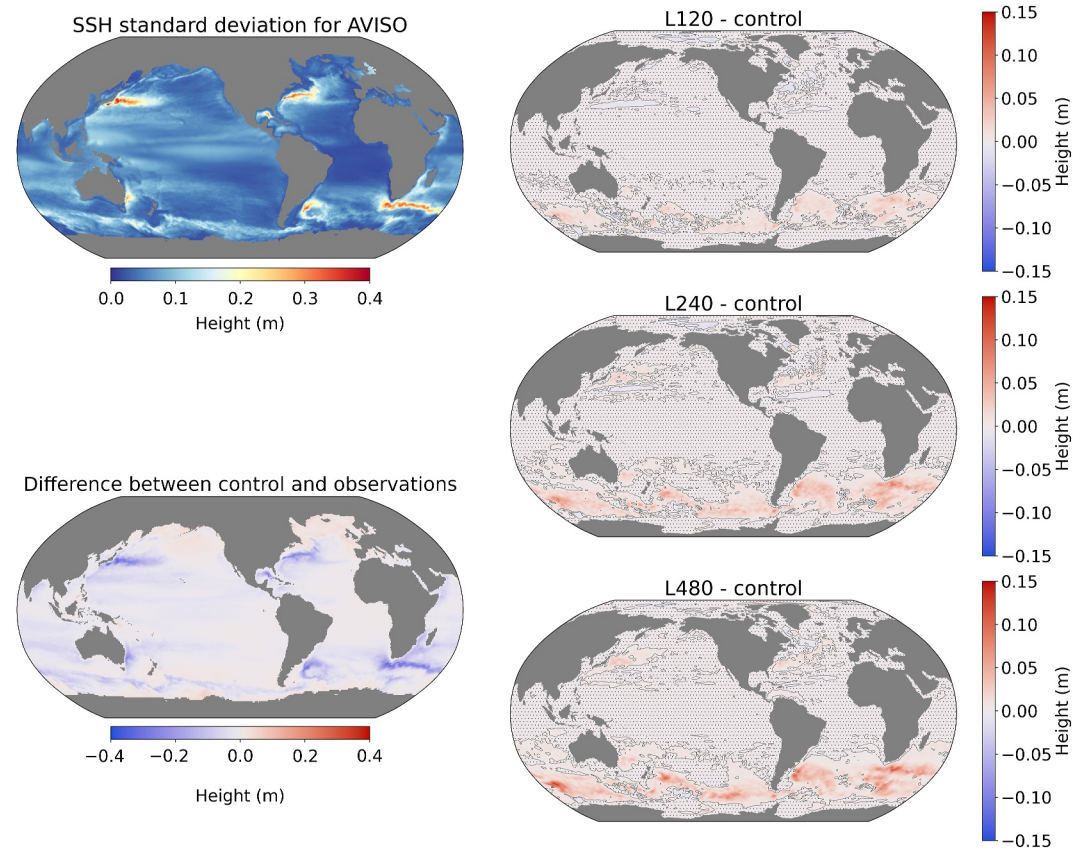 SSH standard deviation for AVISO
0.0 0.1 0.2 0.3 0.4
Height (m)
Difference between control and observations
−0.4 −0.2 0.0 0.2 0.4
Height (m)
L120 - control
0.15
0.10
0.05
0.00
−0.05
−0.10
−0.15
Height (m)
L240 - control
0.15
0.10
0.05
0.00
−0.05
−0.10
−0.15
Height (m)
L480 - control
0.15
0.10
0.05
0.00
−0.05
−0.10
−0.15
Height (m)